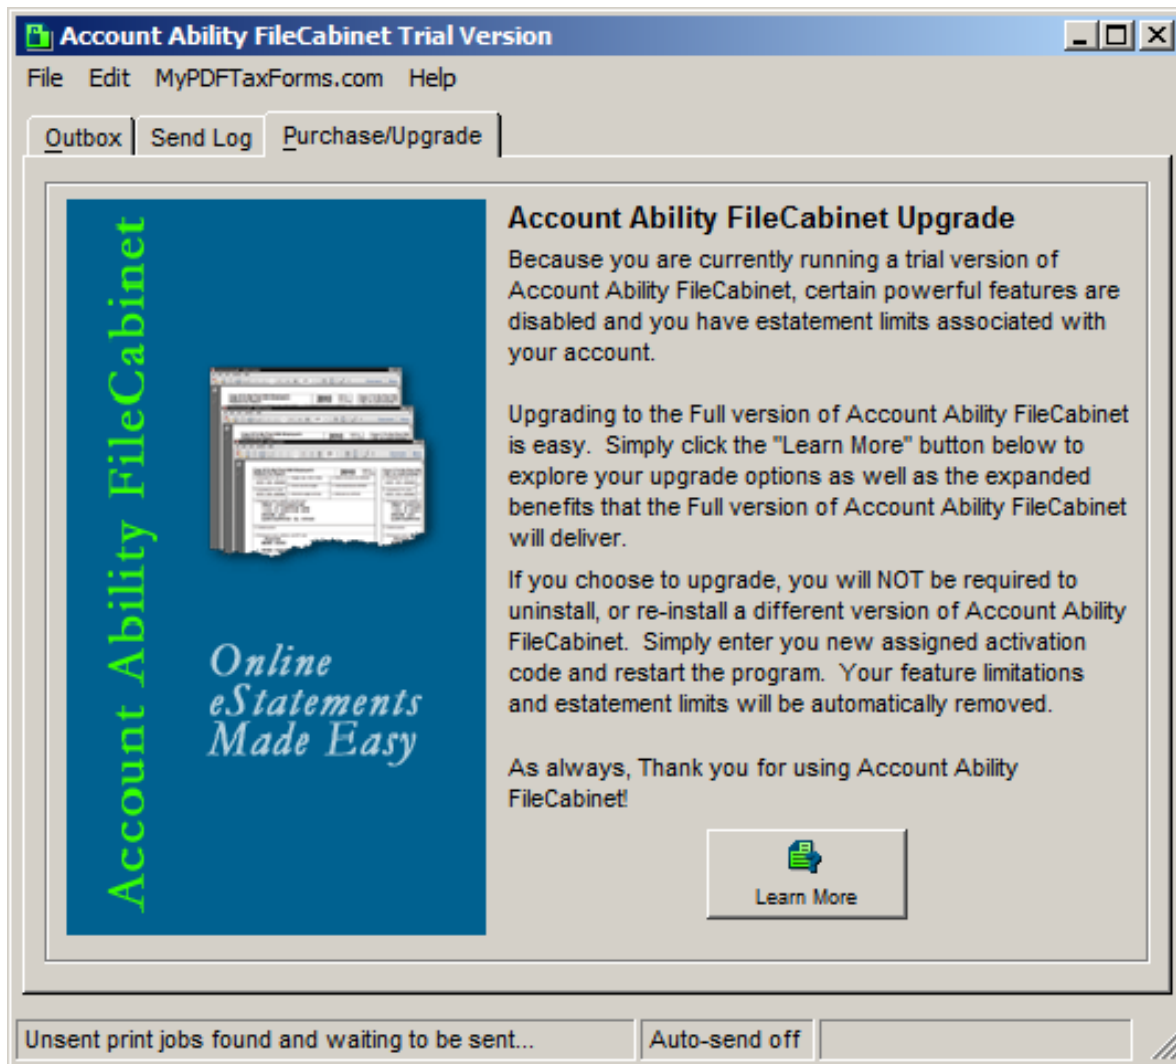 Account Ability FileCabinet Trial Version
File Edit MyPDFTaxForms.com Help
Outbox Send Log Purchase/Upgrade
Account Ability FileCabinet
Online
eStatements
Made Easy
Account Ability FileCabinet Upgrade
Because you are currently running a trial version of
Account Ability FileCabinet, certain powerful features are
disabled and you have estatement limits associated with
your account.
Upgrading to the Full version of Account Ability FileCabinet
is easy.  Simply click the "Learn More" button below to
explore your upgrade options as well as the expanded
benefits that the Full version of Account Ability FileCabinet
will deliver.
If you choose to upgrade, you will NOT be required to
uninstall, or re-install a different version of Account Ability
FileCabinet.  Simply enter you new assigned activation
code and restart the program.  Your feature limitations
and estatement limits will be automatically removed.
As always, Thank you for using Account Ability
FileCabinet!
Learn More
Unsent print jobs found and waiting to be sent... Auto-send off